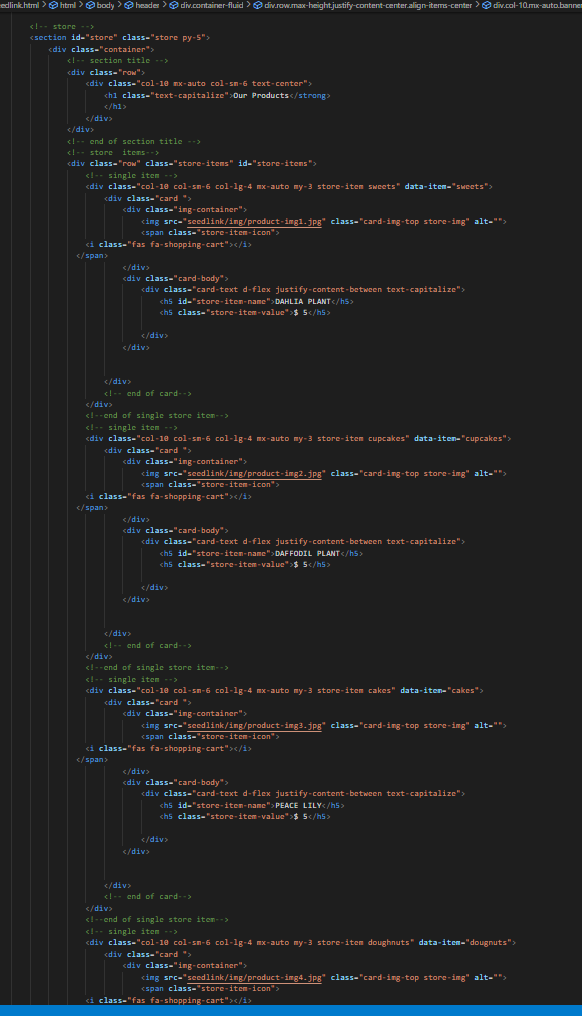 edlink.html > html > body > header > div.container-fluid > div.row.max-height.justify-content-center.align-items-center > div.col-10.mx-auto.banner
<!-- store -->
<section id="store" class="store py-5">
<div class="container">
<!-- section title -->
<div class="row">
<div class="col-10 mx-auto col-sm-6 text-center">
<h1 class="text-capitalize">Our Products</strong>
</h1>
</div>
</div>
<!-- end of section title -->
<!-- store  items-->
<div class="row" class="store-items" id="store-items">
<!-- single item -->
<div class="col-10 col-sm-6 col-lg-4 mx-auto my-3 store-item sweets" data-item="sweets">
<div class="card ">
<div class="img-container">
<img src="seedlink/img/product-img1.jpg" class="card-img-top store-img" alt="">
<span class="store-item-icon">
<i class="fas fa-shopping-cart"></i>
</span>
</div>
<div class="card-body">
<div class="card-text d-flex justify-content-between text-capitalize">
<h5 id="store-item-name">DAHLIA PLANT</h5>
<h5 class="store-item-value">$ 5</h5>
</div>
</div>
</div>
<!-- end of card-->
</div>
<!--end of single store item-->
<!-- single item -->
<div class="col-10 col-sm-6 col-lg-4 mx-auto my-3 store-item cupcakes" data-item="cupcakes">
<div class="card ">
<div class="img-container">
<img src="seedlink/img/product-img2.jpg" class="card-img-top store-img" alt="">
<span class="store-item-icon">
<i class="fas fa-shopping-cart"></i>
</span>
</div>
<div class="card-body">
<div class="card-text d-flex justify-content-between text-capitalize">
<h5 id="store-item-name">DAFFODIL PLANT</h5>
<h5 class="store-item-value">$ 5</h5>
</div>
</div>
</div>
<!-- end of card-->
</div>
<!--end of single store item-->
<!-- single item -->
<div class="col-10 col-sm-6 col-lg-4 mx-auto my-3 store-item cakes" data-item="cakes">
<div class="card ">
<div class="img-container">
<img src="seedlink/img/product-img3.jpg" class="card-img-top store-img" alt="">
<span class="store-item-icon">
<i class="fas fa-shopping-cart"></i>
</span>
</div>
<div class="card-body">
<div class="card-text d-flex justify-content-between text-capitalize">
<h5 id="store-item-name">PEACE LILY</h5>
<h5 class="store-item-value">$ 5</h5>
</div>
</div>
</div>
<!-- end of card-->
</div>
<!--end of single store item-->
<!-- single item -->
<div class="col-10 col-sm-6 col-lg-4 mx-auto my-3 store-item doughnuts" data-item="dougnuts">
<div class="card ">
<div class="img-container">
<img src="seedlink/img/product-img4.jpg" class="card-img-top store-img" alt="">
<span class="store-item-icon">
<i class="fas fa-shopping-cart"></i>